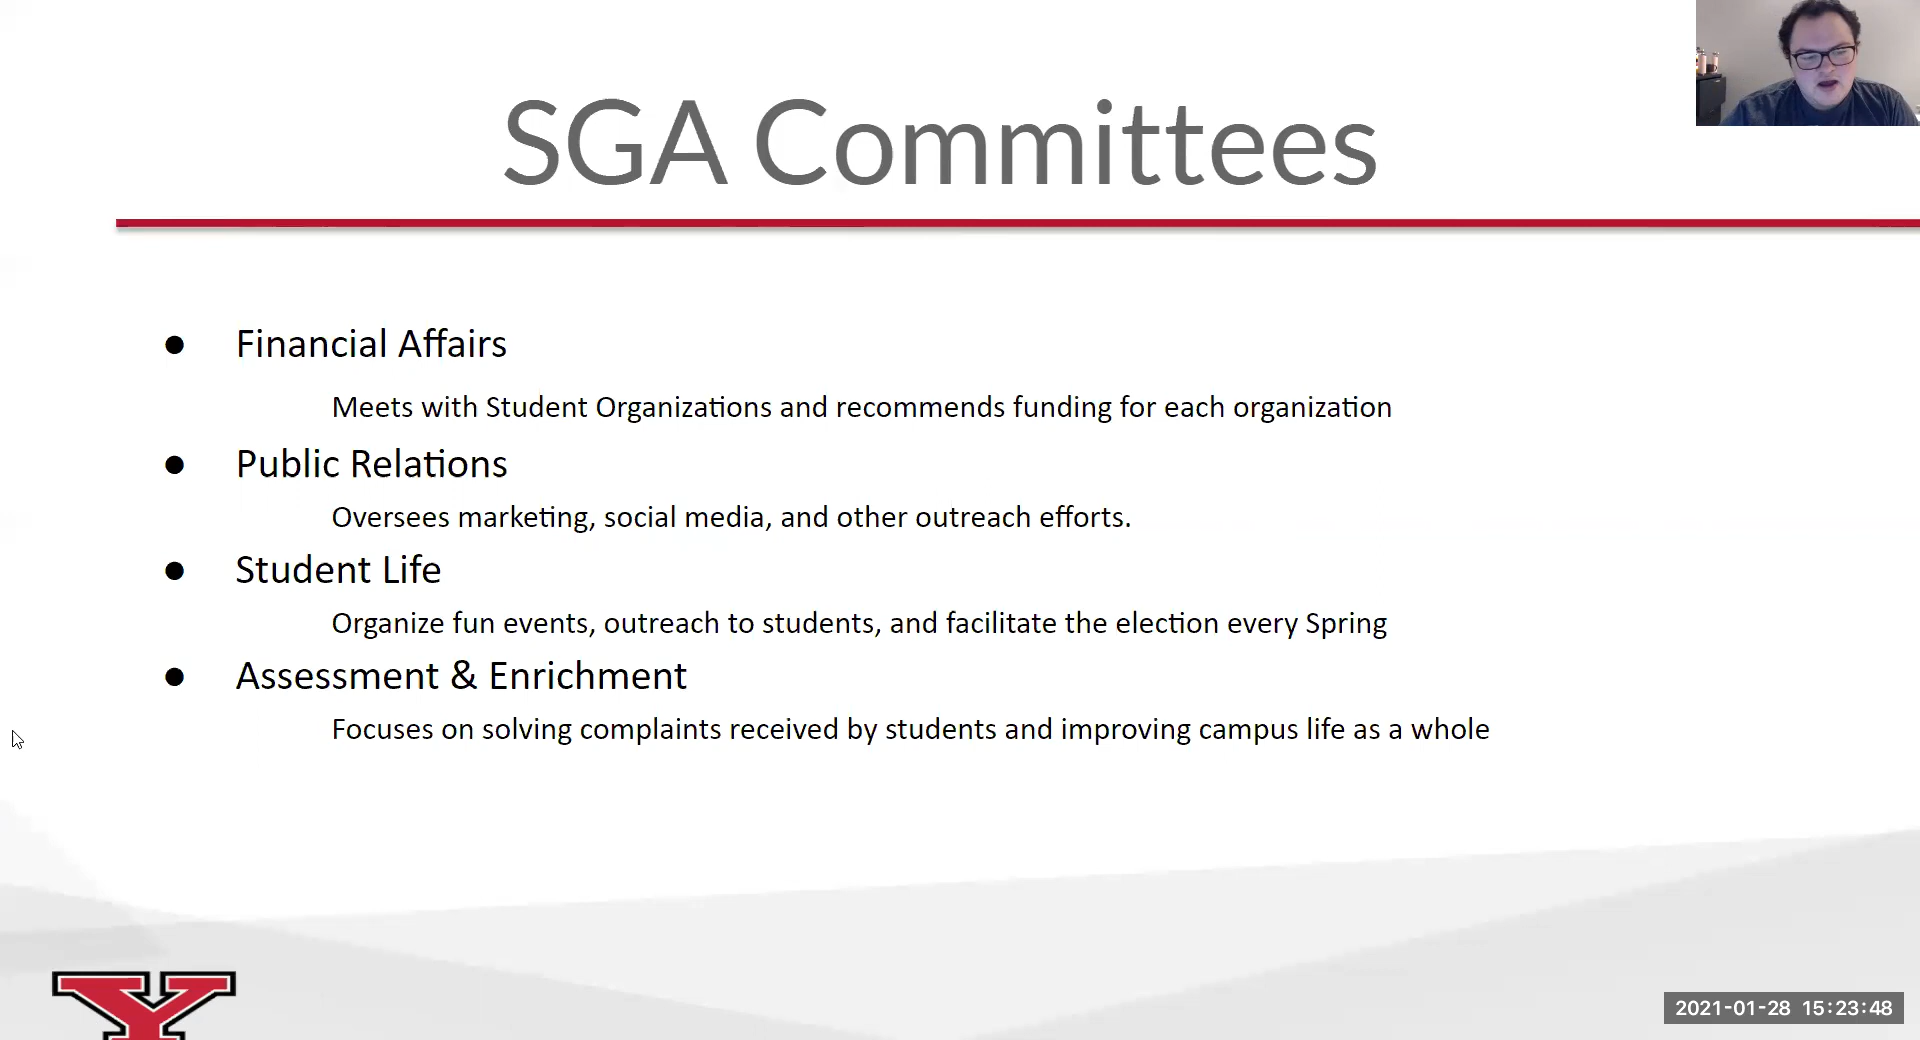 SGA Committees
● Financial Affairs
Meets with Student Organizations and recommends funding for each organization
● Public Relations
Oversees marketing, social media, and other outreach efforts.
● Student Life
Organize fun events, outreach to students, and facilitate the election every Spring
● Assessment & Enrichment
Focuses on solving complaints received by students and improving campus life as a whole
Y
2021-01-28 15:23:48